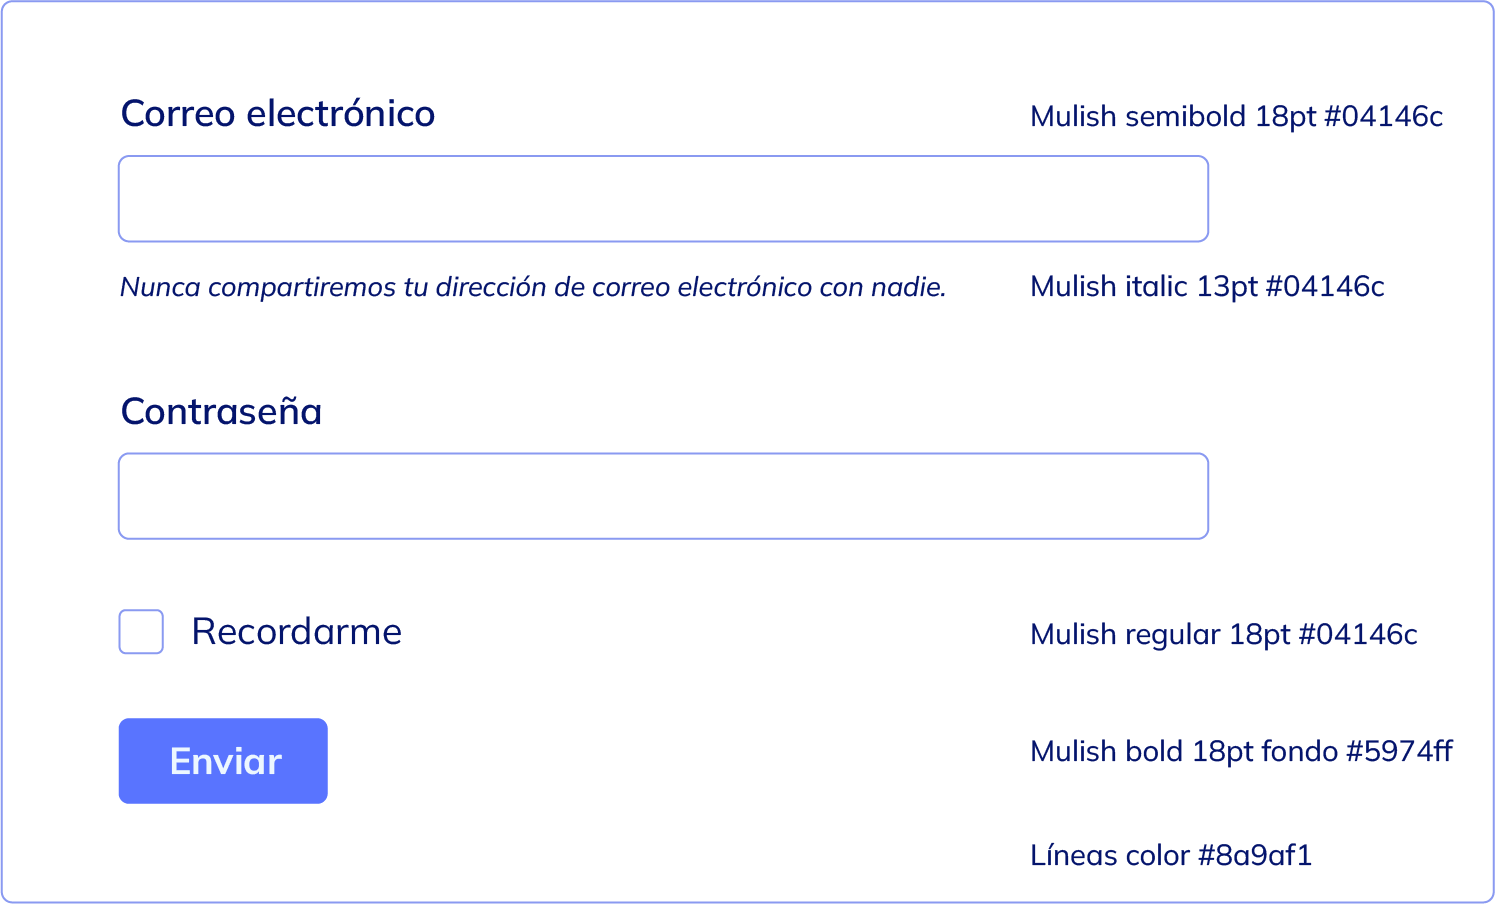 Correo electrónico
Mulish semibold 18pt #04146c
Nunca compartiremos tu dirección de correo electrónico con nadie.
Mulish italic 13pt #04146c
Contraseña
Recordarme
Mulish regular 18pt #04146c
Enviar
Mulish bold 18pt fondo #5974ff
Líneas color #8a9af1